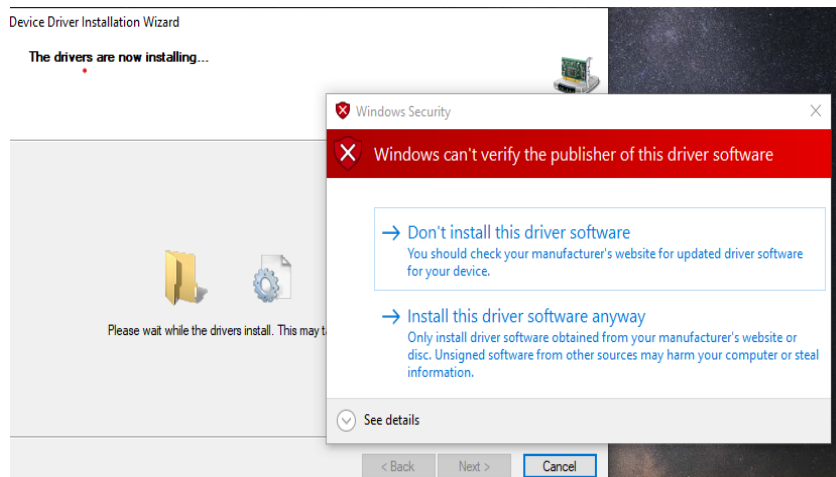 Device Driver Installation Wizard
The drivers are now installing...
Please wait while the drivers install. This may t
< Back
Next >
Cancel
Windows Security
Windows can't verify the publisher of this driver software
Don't install this driver software
You should check your manufacturer's website for updated driver software
for your device.
Install this driver software anyway
Only install driver software obtained from your manufacturer's website or
disc. Unsigned software from other sources may harm your computer or steal
information.
See details